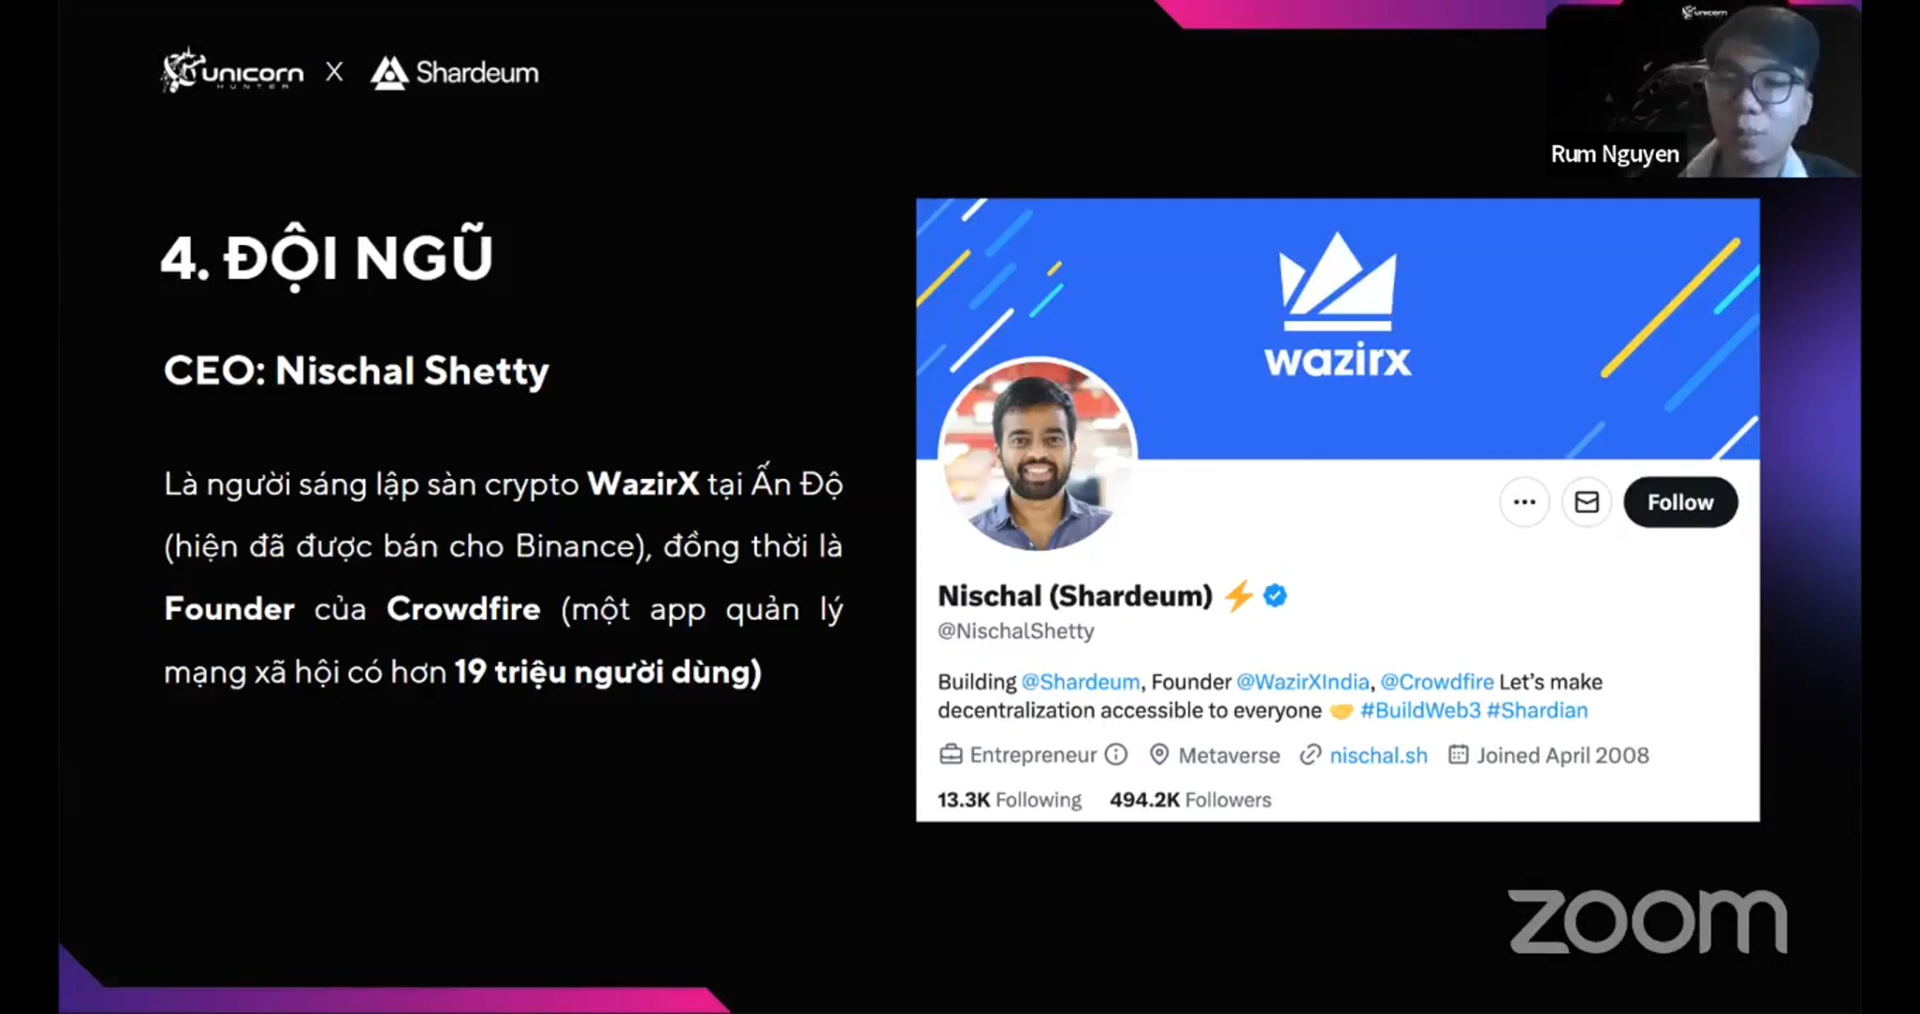 unicorn
HUNTER
X
Shardeum
unicorn
Rum Nguyen
4. ĐỘI NGŨ
CEO: Nischal Shetty
Là người sáng lập sàn crypto WazirX tại Ấn Độ
(hiện đã được bán cho Binance), đồng thời là
Founder của Crowdfire (một app quản lý
mạng xã hội có hơn 19 triệu người dùng)
wazirx
Follow
Nischal (Shardeum)
@NischalShetty
Building @Shardeum, Founder @WazirXIndia, @Crowdfire Let's make
decentralization accessible to everyone 🤝 #BuildWeb3 #Shardian
Entrepreneur Metaverse nischal.sh Joined April 2008
13.3K Following 494.2K Followers
zoom